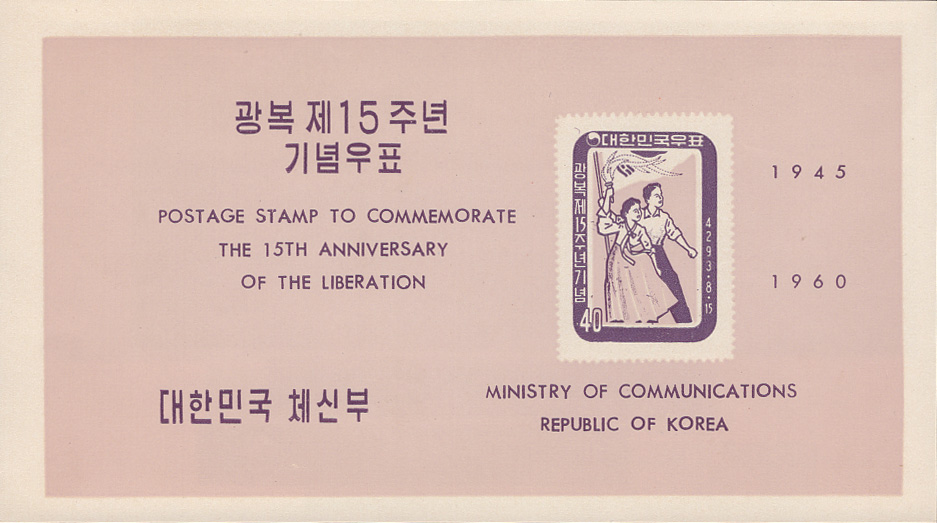 광복 제15 주년
기념우표
POSTAGE STAMP TO COMMEMORATE
THE 15TH ANNIVERSARY
OF THE LIBERATION
대한민국우표
광복제15주년기념
4293·8·15
40
1945
1960
대한민국 체신부
MINISTRY OF COMMUNICATIONS
REPUBLIC OF KOREA